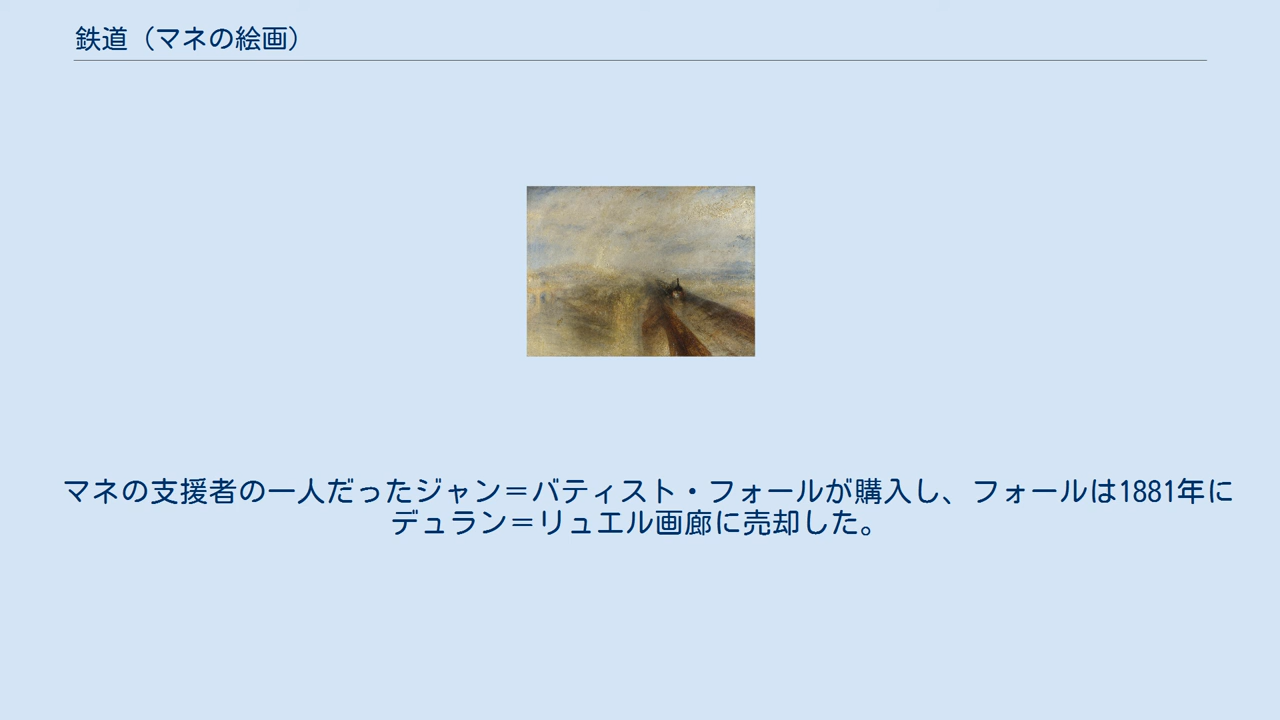 鉄道（マネの絵画）
マネの支援者の一人だったジャン＝バティスト・フォールが購入し、フォールは1881年に
デュラン＝リュエル画廊に売却した。